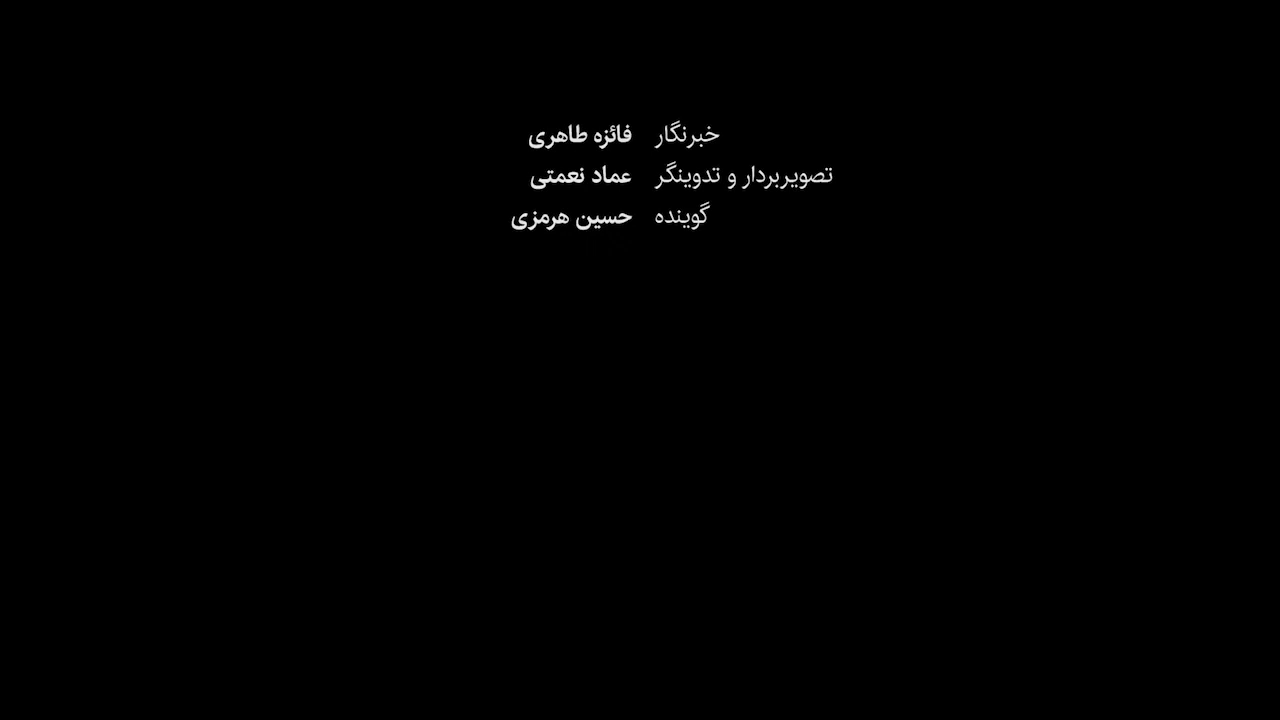 خبرنگار فائزه طاهری
تصویربردار و تدوینگر عماد نعمتی
گوینده حسین هرمزی